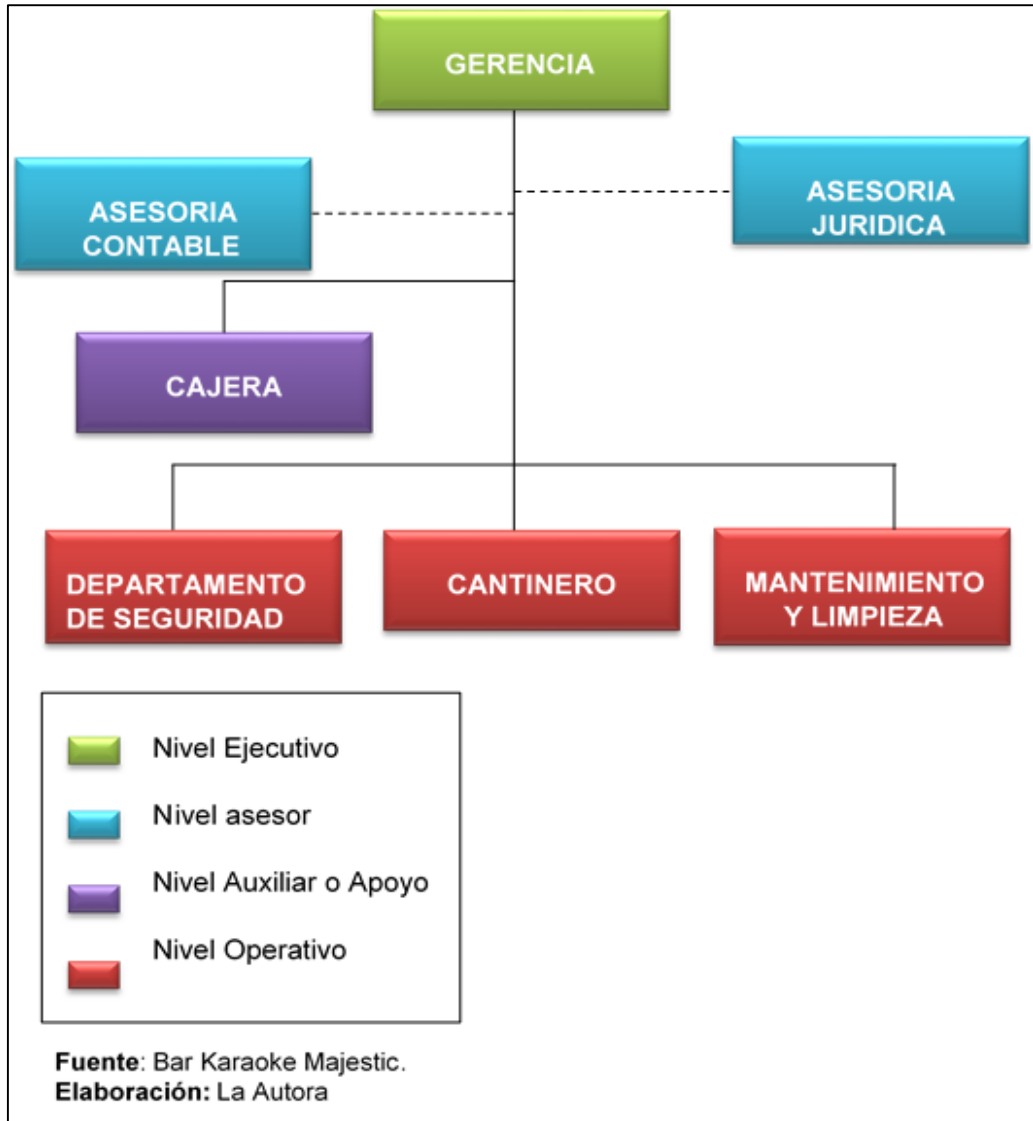 GERENCIA
ASESORIA
CONTABLE
ASESORIA
JURIDICA
CAJERA
DEPARTAMENTO
DE SEGURIDAD
CANTINERO
MANTENIMIENTO
Y LIMPIEZA
Nivel Ejecutivo
Nivel asesor
Nivel Auxiliar o Apoyo
Nivel Operativo
Fuente: Bar Karaoke Majestic.
Elaboración: La Autora